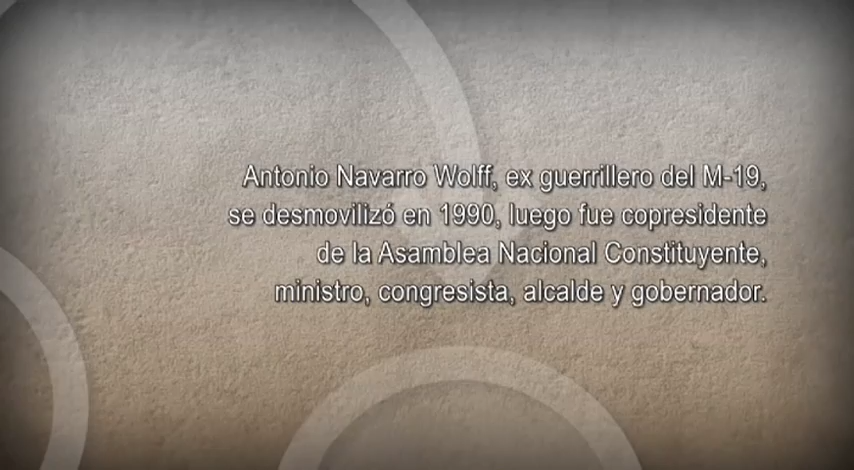 Antonio Navarro Wolff, ex guerrillero del M-19,
se desmovilizó en 1990, luego fue copresidente
de la Asamblea Nacional Constituyente,
ministro, congresista, alcalde y gobernador.